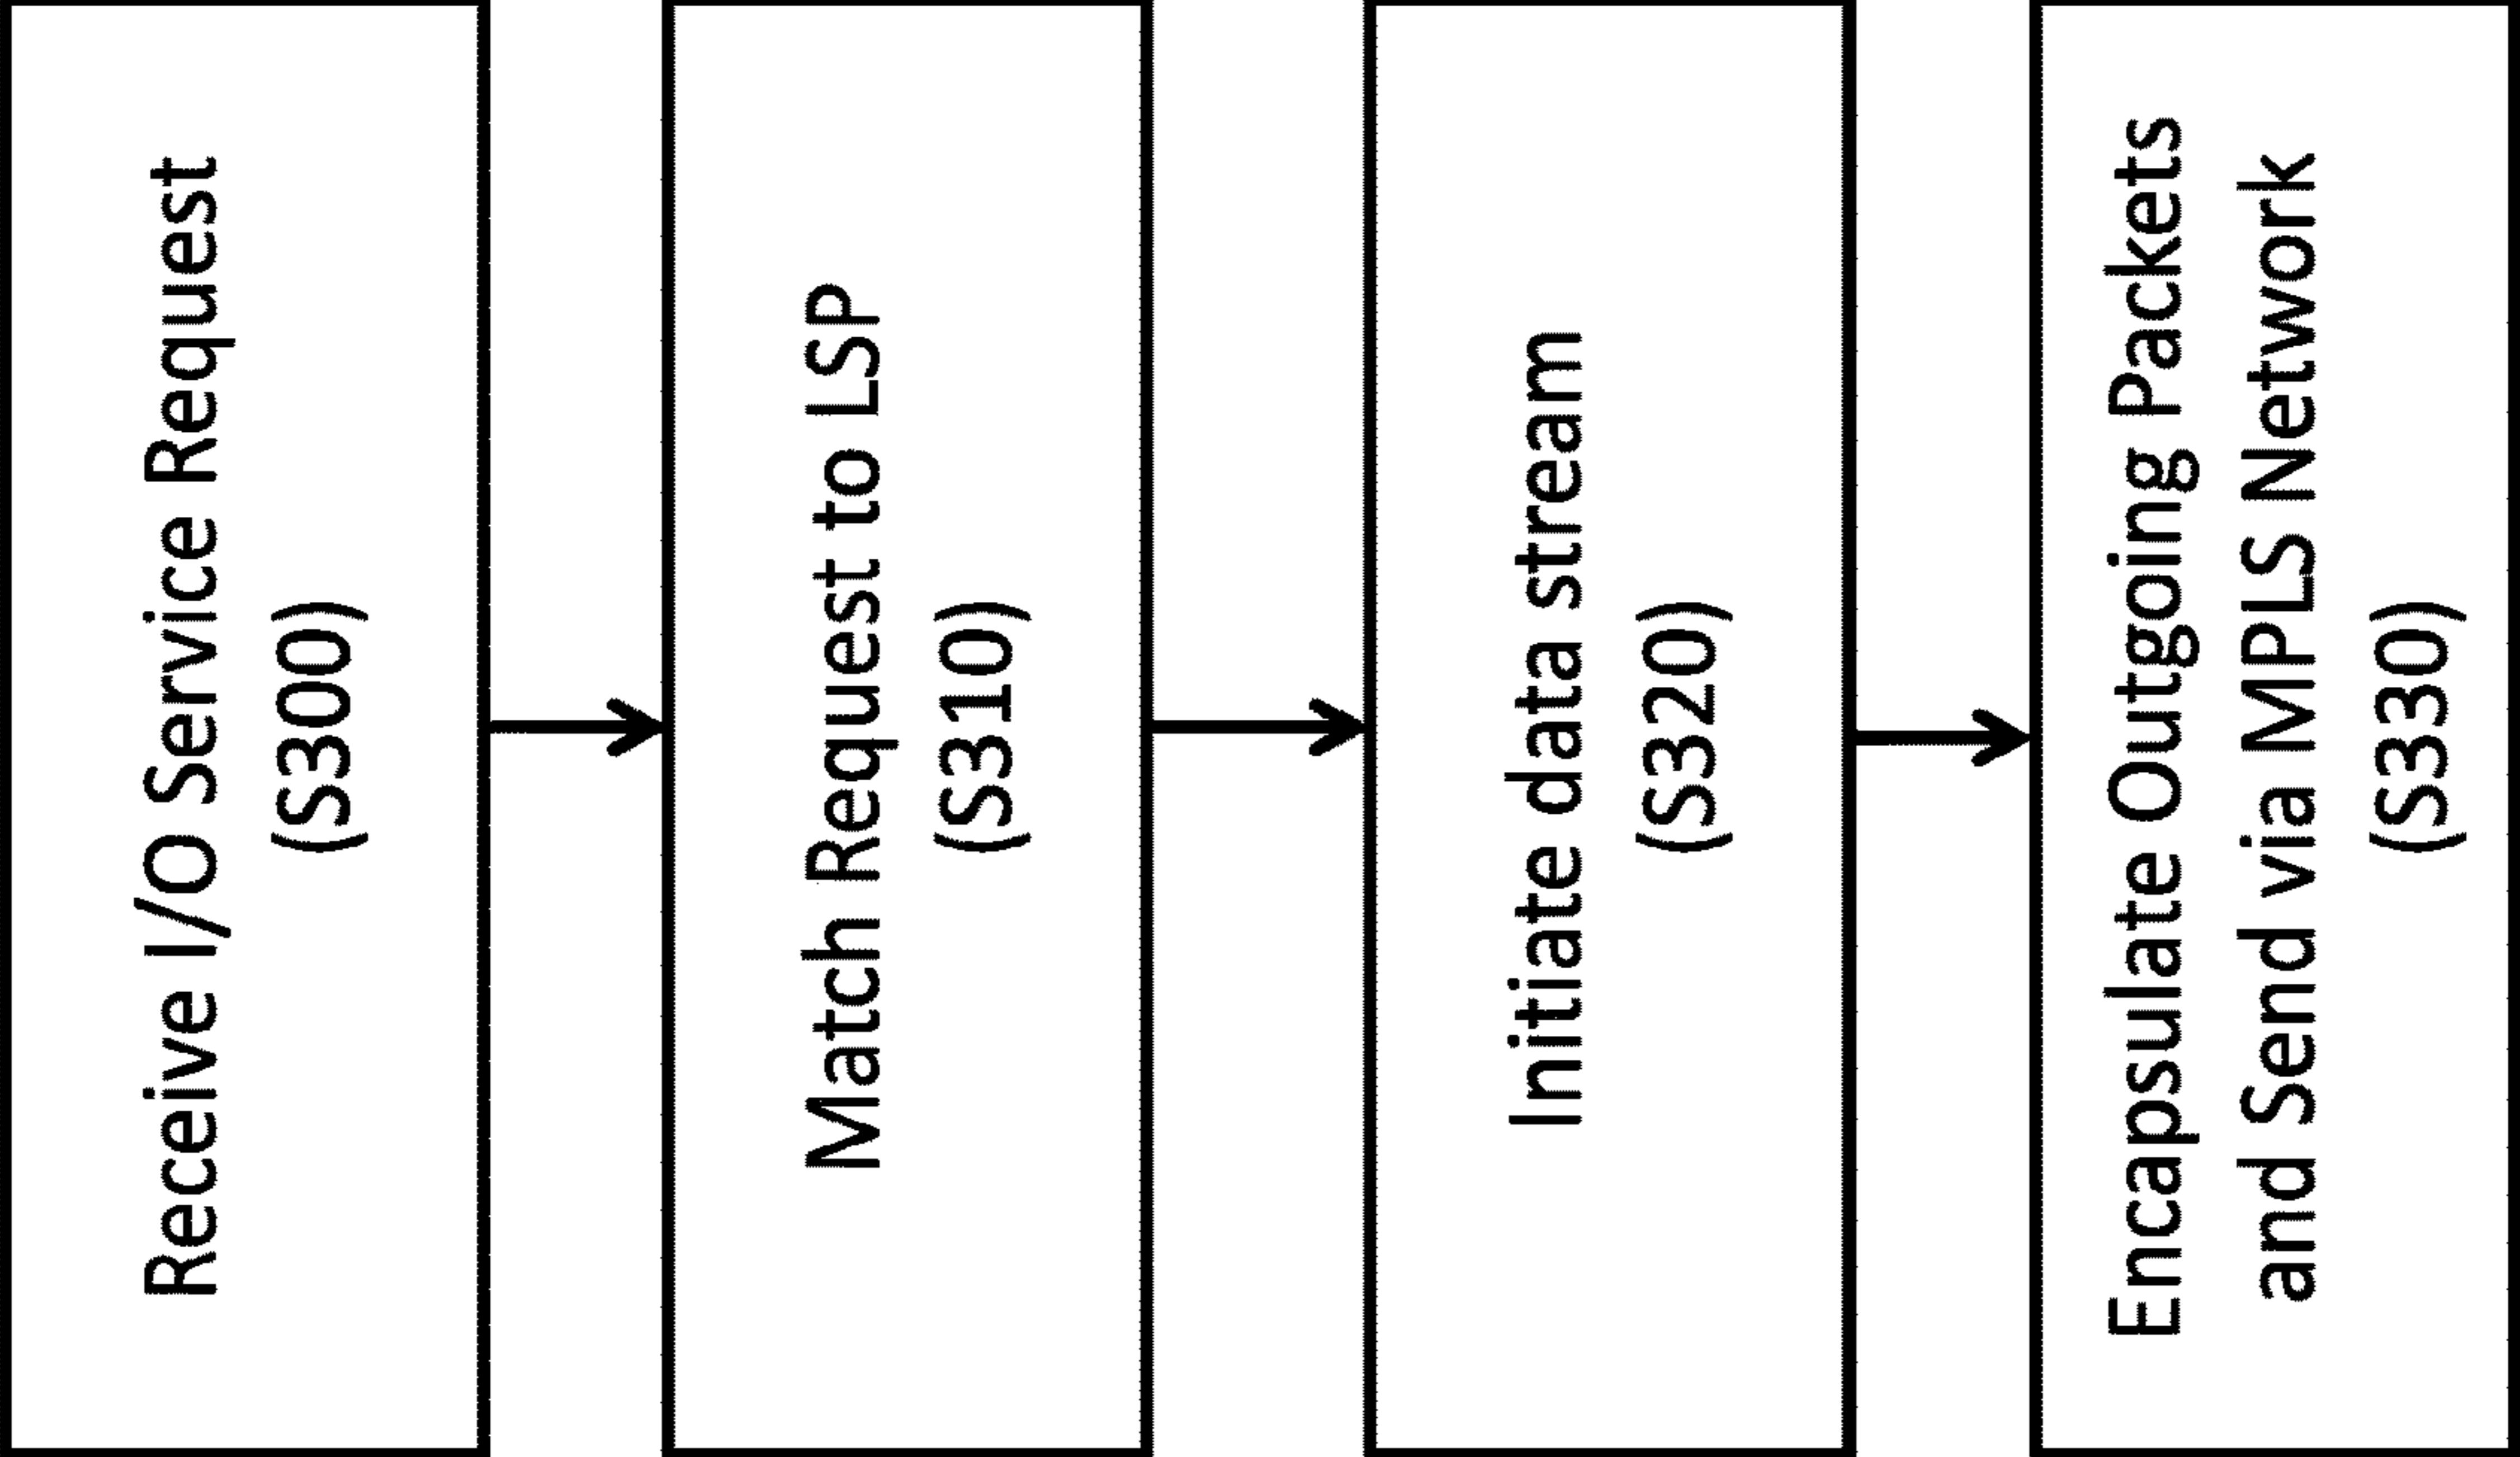 Receive I/O Service Request
(S300)
Match Request to LSP
(S310)
Initiate data stream
(S320)
Encapsulate Outgoing Packets
and Send via MPLS Network
(S330)